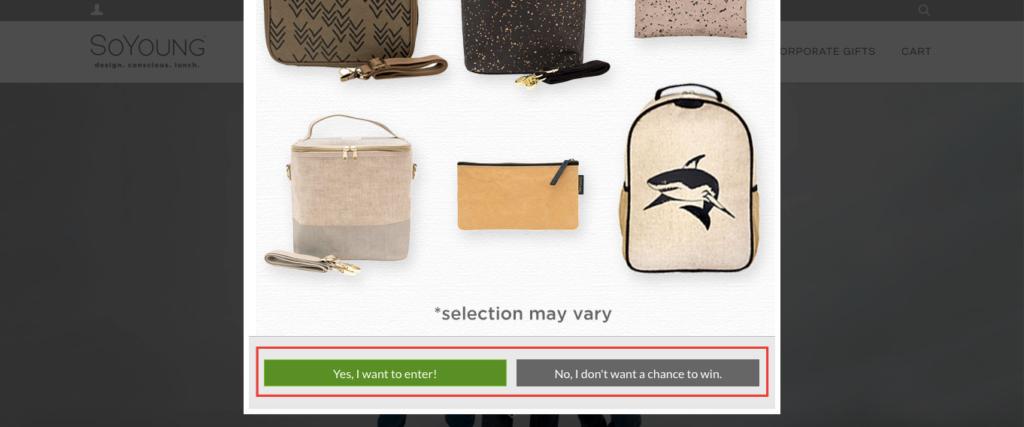 SoYoung
design. conscious. lunch.
ORPORATE GIFTS
CART
*selection may vary
Yes, I want to enter!
No, I don't want a chance to win.